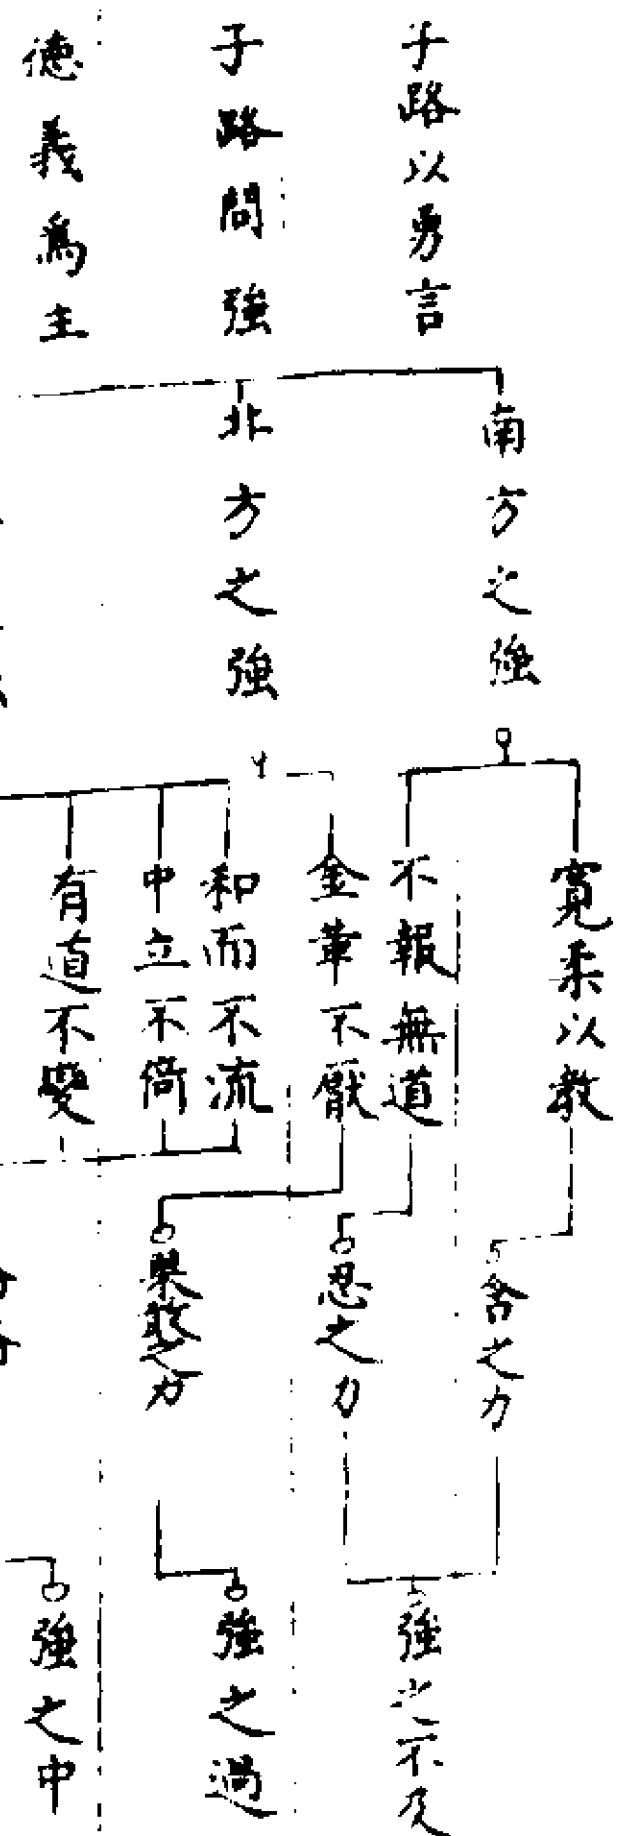 子路以勇言
子路問強
德義爲主
南方之強
北方之強
寬柔以教
不報無道
金革不厭
和而不流
中立不倚
有道不變
含之力
忍之力
果敢之力
強之不及
強之過
強之中